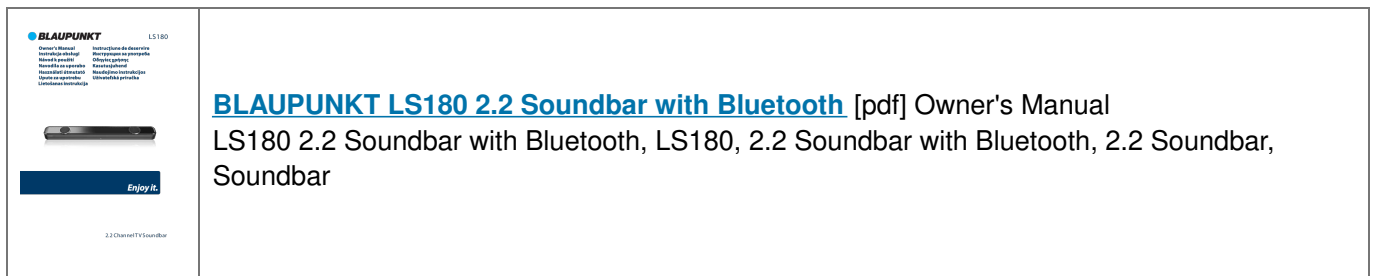 BLAUPUNKT LS180
Owner's Manual Instrucţiune de deservire
Instrukcja obsługi Инструкция за употреба
Návod k použití Οδηγίες χρήσης
Navodila za uporabo Kasutusjuhend
Használati útmutató Naudojimo instrukcijos
Upute za upotrebu Užívateľská príručka
Lietošanas instrukcija
Enjoy it.
2.2 Channel TV Soundbar
BLAUPUNKT LS180 2.2 Soundbar with Bluetooth [pdf] Owner's Manual
LS180 2.2 Soundbar with Bluetooth, LS180, 2.2 Soundbar with Bluetooth, 2.2 Soundbar,
Soundbar